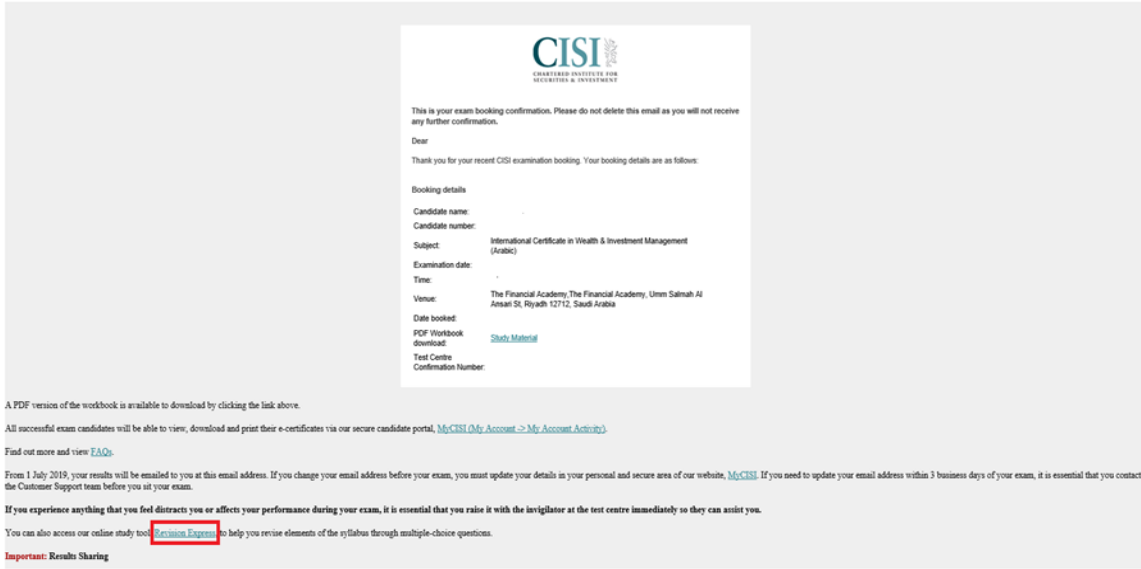 CISI
CHARTERED INSTITUTE FOR
SECURITIES & INVESTMENT
This is your exam booking confirmation. Please do not delete this email as you will not receive
any further confirmation.
Dear
Thank you for your recent CISI examination booking. Your booking details are as follows:
Booking details
Candidate name:
Candidate number:
Subject: International Certificate in Wealth & Investment Management
(Arabic)
Examination date:
Time:
Venue: The Financial Academy,The Financial Academy, Umm Salmah Al
Ansari St, Riyadh 12712, Saudi Arabia
Date booked:
PDF Workbook
download: Study Material
Test Centre
Confirmation Number:
A PDF version of the workbook is available to download by clicking the link above.
All successful exam candidates will be able to view, download and print their e-certificates via our secure candidate portal, MyCISI (My Account -> My Account Activity).
Find out more and view FAQs.
From 1 July 2019, your results will be emailed to you at this email address. If you change your email address before your exam, you must update your details in your personal and secure area of our website, MyCISI. If you need to update your email address within 3 business days of your exam, it is essential that you contact
the Customer Support team before you sit your exam.
If you experience anything that you feel distracts you or affects your performance during your exam, it is essential that you raise it with the invigilator at the test centre immediately so they can assist you.
You can also access our online study tool Revision Express to help you revise elements of the syllabus through multiple-choice questions.
Important: Results Sharing